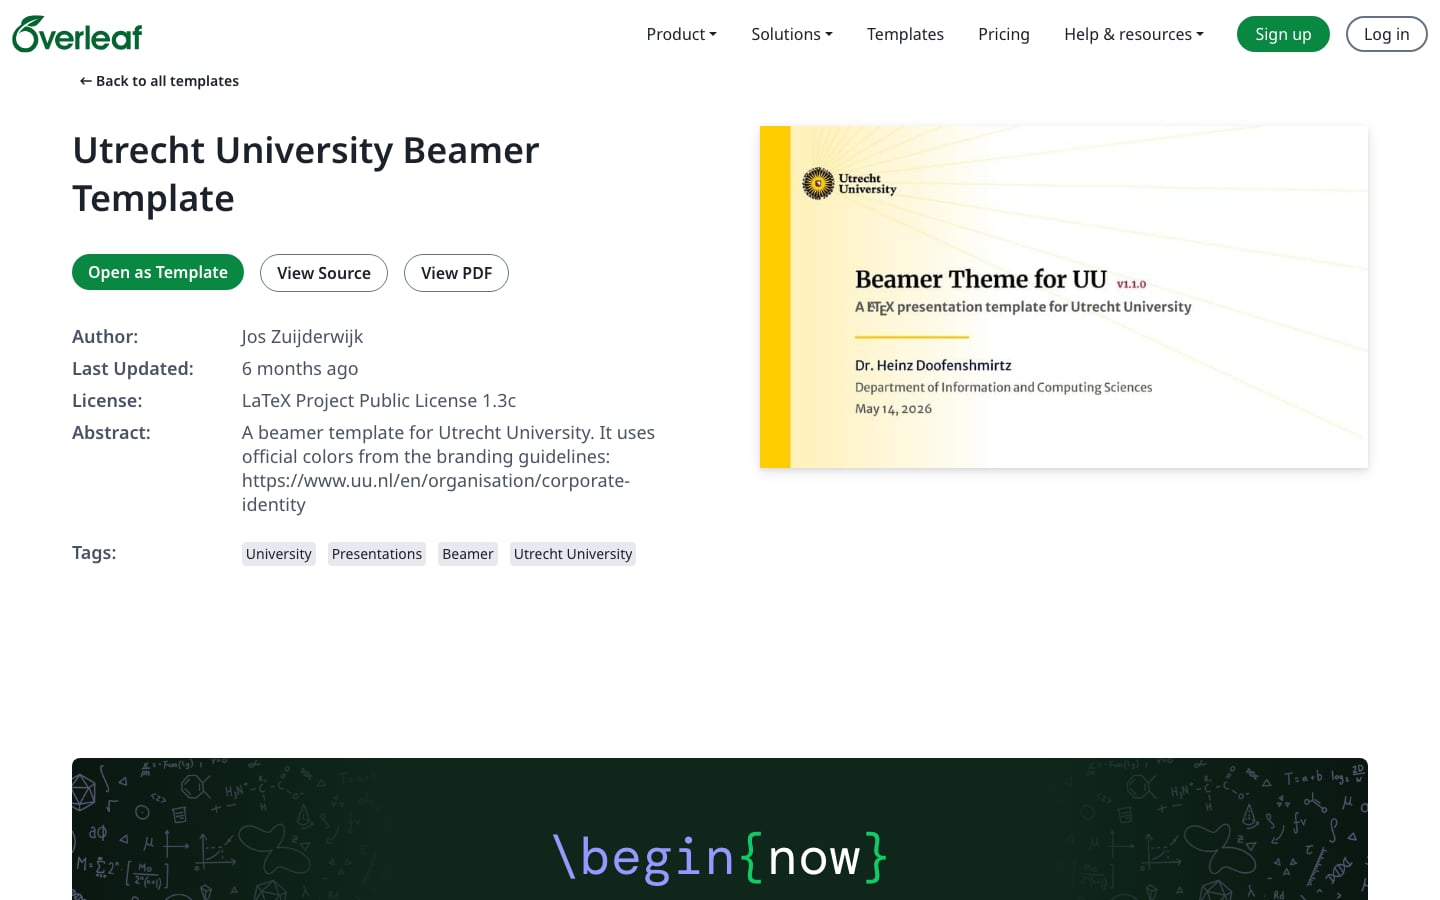 Overleaf
Product
Solutions
Templates
Pricing
Help & resources
Sign up
Log in
← Back to all templates
Utrecht University Beamer
Template
Open as Template
View Source
View PDF
Author:
Jos Zuijderwijk
Last Updated:
6 months ago
License:
LaTeX Project Public License 1.3c
Abstract:
A beamer template for Utrecht University. It uses
official colors from the branding guidelines:
https://www.uu.nl/en/organisation/corporate-
identity
Tags:
University
Presentations
Beamer
Utrecht University
Utrecht
University
Beamer Theme for UU v1.1.0
A LATEX presentation template for Utrecht University
Dr. Heinz Doofenshmirtz
Department of Information and Computing Sciences
May 14, 2026
\begin{now}